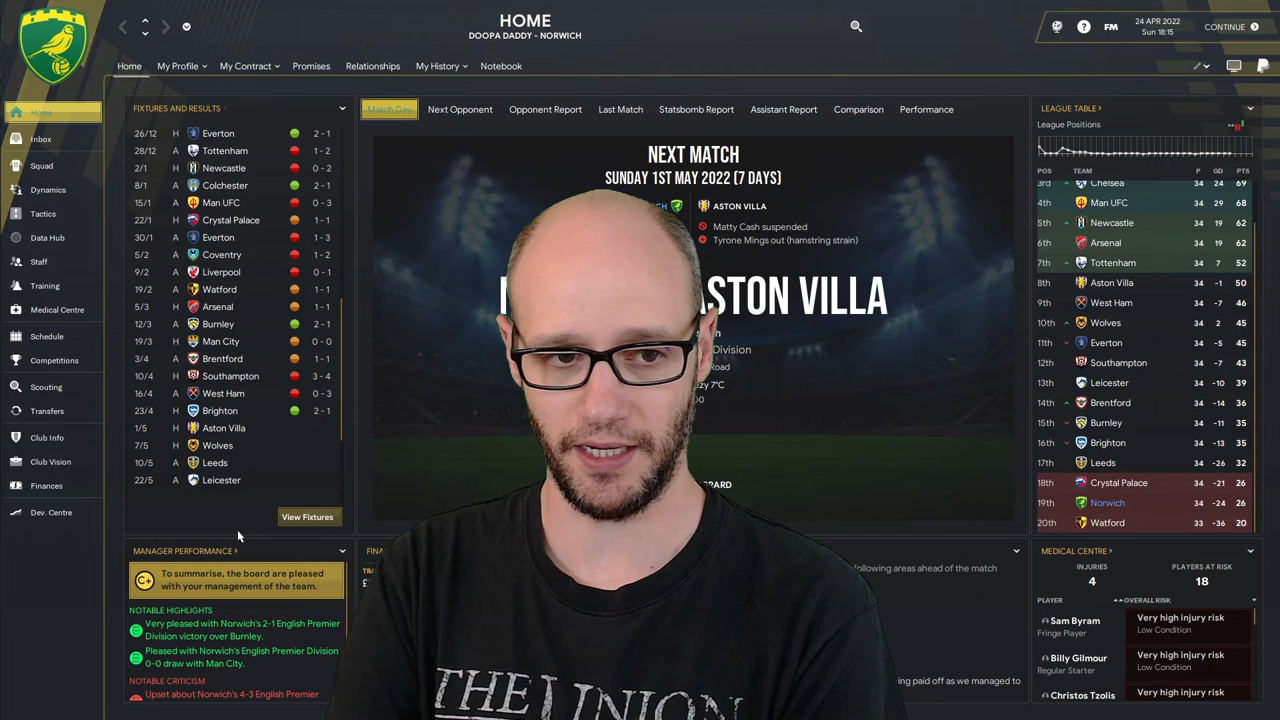 HOME
DOOPA DADDY - NORWICH
24 APR 2022
Sun 18:15
CONTINUE
FM
Home
My Profile
My Contract
Promises
Relationships
My History
Notebook
Home
Inbox
Squad
Dynamics
Tactics
Data Hub
Staff
Training
Medical Centre
Schedule
Competitions
Scouting
Transfers
Club Info
Club Vision
Finances
Dev. Centre
FIXTURES AND RESULTS
26/12 H Everton 2 - 1
28/12 A Tottenham 1 - 2
2/1 H Newcastle 0 - 2
8/1 A Colchester 2 - 1
15/1 A Man UFC 0 - 3
22/1 H Crystal Palace 1 - 1
30/1 A Everton 1 - 3
5/2 A Coventry 1 - 2
9/2 A Liverpool 0 - 1
19/2 A Watford 1 - 1
5/3 H Arsenal 1 - 1
12/3 A Burnley 2 - 1
19/3 H Man City 0 - 0
3/4 A Brentford 1 - 1
10/4 H Southampton 3 - 4
16/4 A West Ham 0 - 3
23/4 H Brighton 2 - 1
1/5 H Aston Villa
7/5 H Wolves
10/5 A Leeds
22/5 A Leicester
View Fixtures
MANAGER PERFORMANCE
C+
To summarise, the board are pleased
with your management of the team.
NOTABLE HIGHLIGHTS
Very pleased with Norwich's 2-1 English Premier
Division victory over Burnley.
Pleased with Norwich's English Premier Division
0-0 draw with Man City.
NOTABLE CRITICISM
Upset about Norwich's 4-3 English Premier
Match Day
Next Opponent
Opponent Report
Last Match
Statsbomb Report
Assistant Report
Comparison
Performance
NEXT MATCH
SUNDAY 1ST MAY 2022 (7 DAYS)
ASTON VILLA
Matty Cash suspended
Tyrone Mings out (hamstring strain)
ASTON VILLA
Division
Road
7°C
following areas ahead of the match
ing paid off as we managed to
THE UNION
LEAGUE TABLE
League Positions
POS TEAM P GD PTS
3rd Chelsea 34 24 69
4th Man UFC 34 29 68
5th Newcastle 34 19 62
6th Arsenal 34 19 62
7th Tottenham 34 7 52
8th Aston Villa 34 -1 50
9th West Ham 34 -7 46
10th Wolves 34 2 45
11th Everton 34 -5 45
12th Southampton 34 -7 43
13th Leicester 34 -10 39
14th Brentford 34 -11 36
15th Burnley 34 -11 35
16th Brighton 34 -13 35
17th Leeds 34 -26 32
18th Crystal Palace 34 -21 26
19th Norwich 34 -24 26
20th Watford 33 -36 20
MEDICAL CENTRE
INJURIES
4
PLAYERS AT RISK
18
PLAYER OVERALL RISK
Sam Byram
Fringe Player
Very high injury risk
Low Condition
Billy Gilmour
Regular Starter
Very high injury risk
Low Condition
Christos Tzolis
Very high injury risk